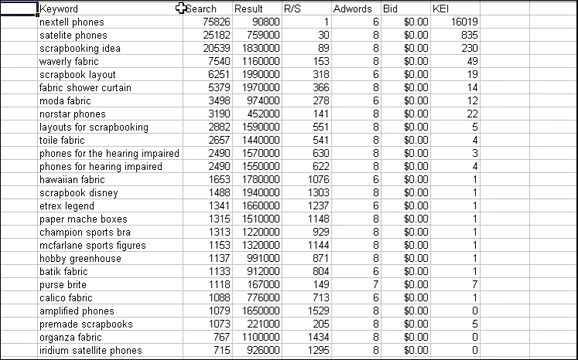 Keyword Search Result R/S Adwords Bid KEI
nextell phones 75826 90800 1 6 $0.00 16019
satelite phones 25182 759000 30 8 $0.00 835
scrapbooking idea 20539 1830000 89 8 $0.00 230
waverly fabric 7540 1160000 153 8 $0.00 49
scrapbook layout 6251 1990000 318 6 $0.00 19
fabric shower curtain 5379 1970000 366 8 $0.00 14
moda fabric 3498 974000 278 6 $0.00 12
norstar phones 3190 452000 141 8 $0.00 22
layouts for scrapbooking 2882 1590000 551 8 $0.00 5
toile fabric 2657 1440000 541 8 $0.00 4
phones for the hearing impaired 2490 1570000 630 8 $0.00 3
phones for hearing impaired 2490 1550000 622 8 $0.00 4
hawaiian fabric 1653 1780000 1076 6 $0.00 1
scrapbook disney 1488 1940000 1303 8 $0.00 1
etrex legend 1341 1660000 1237 6 $0.00 1
paper mache boxes 1315 1510000 1148 8 $0.00 1
champion sports bra 1313 1220000 929 8 $0.00 1
mcfarlane sports figures 1153 1320000 1144 8 $0.00 1
hobby greenhouse 1137 991000 871 8 $0.00 1
batik fabric 1133 912000 804 6 $0.00 1
purse brite 1118 167000 149 7 $0.00 7
calico fabric 1088 776000 713 6 $0.00 1
amplified phones 1079 1650000 1529 8 $0.00 0
premade scrapbooks 1073 221000 205 8 $0.00 5
organza fabric 767 1100000 1434 8 $0.00 0
iridium satellite phones 715 926000 1295 8 $0.00 0